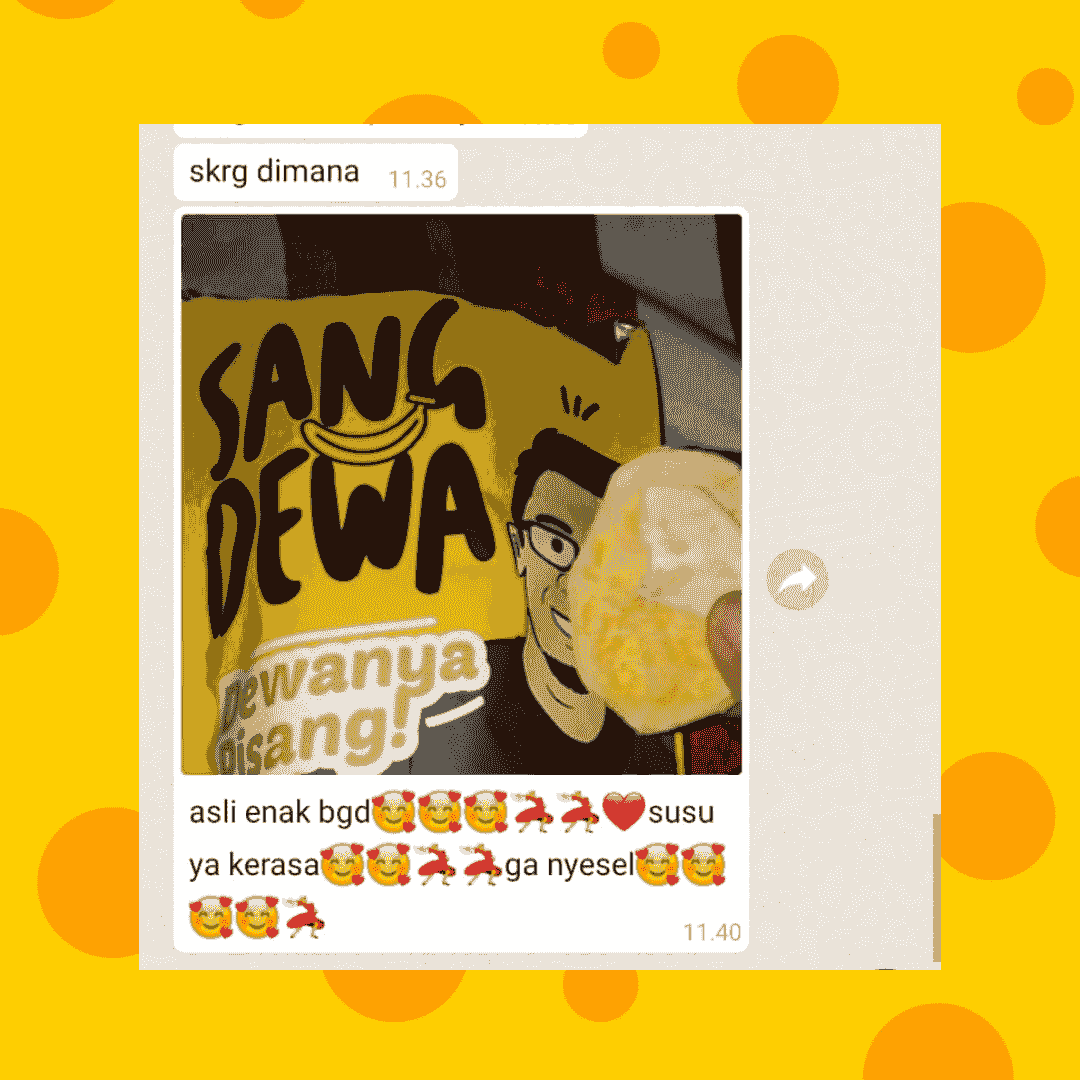 skrg dimana 11.36
SANG
DEWA
Dewanya
Pisang!
asli enak bgd🥰🥰🥰💃💃❤️susu
ya kerasa🥰🥰💃💃ga nyesel🥰🥰
🥰🥰💃
11.40